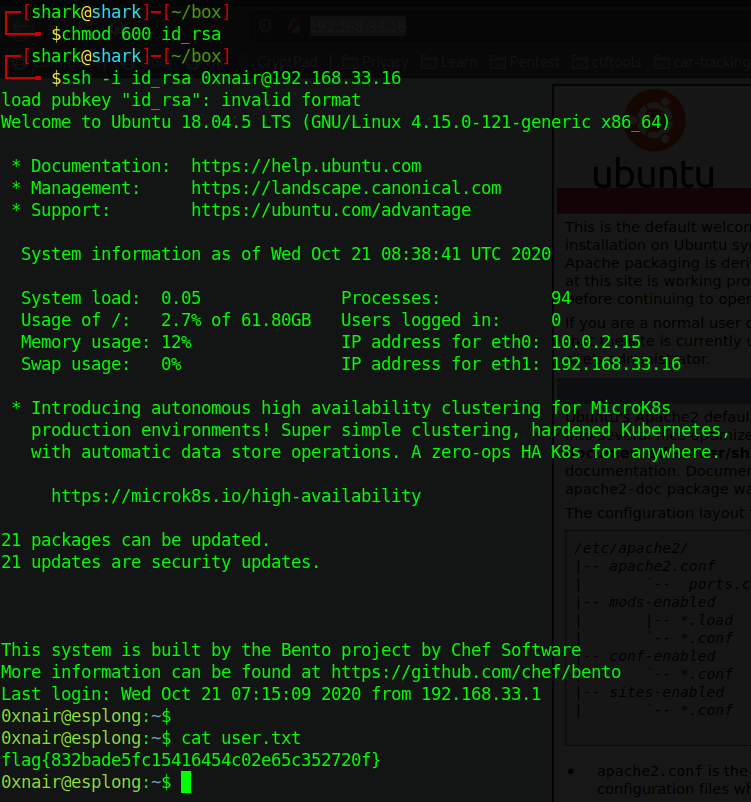 ┌─[shark@shark]─[~/box]
└──╼ $chmod 600 id_rsa
┌─[shark@shark]─[~/box]
└──╼ $ssh -i id_rsa 0xnair@192.168.33.16
load pubkey "id_rsa": invalid format
Welcome to Ubuntu 18.04.5 LTS (GNU/Linux 4.15.0-121-generic x86_64)
* Documentation:  https://help.ubuntu.com
* Management:     https://landscape.canonical.com
* Support:        https://ubuntu.com/advantage
System information as of Wed Oct 21 08:38:41 UTC 2020
System load:  0.05              Processes:           94
Usage of /:   2.7% of 61.80GB   Users logged in:     0
Memory usage: 12%               IP address for eth0: 10.0.2.15
Swap usage:   0%                IP address for eth1: 192.168.33.16
* Introducing autonomous high availability clustering for MicroK8s
production environments! Super simple clustering, hardened Kubernetes,
with automatic data store operations. A zero-ops HA K8s for anywhere.
https://microk8s.io/high-availability
21 packages can be updated.
21 updates are security updates.
This system is built by the Bento project by Chef Software
More information can be found at https://github.com/chef/bento
Last login: Wed Oct 21 07:15:09 2020 from 192.168.33.1
0xnair@esplong:~$
0xnair@esplong:~$ cat user.txt
flag{832bade5fc15416454c02e65c352720f}
0xnair@esplong:~$
192.168.33.16
CryptPad
Privacy
Learn
Pentest
ctftools
car-hacking
ubuntu
This is the default welcom
installation on Ubuntu sys
Apache packaging is deri
at this site is working pro
before continuing to oper
If you are a normal user o
site is currently u
Ubuntu's Apache2 default
documentation. Docume
apache2-doc package wa
The configuration layout
/etc/apache2/
|-- apache2.conf
|       `--  ports.c
|-- mods-enabled
|       |-- *.load
|       `-- *.conf
|-- conf-enabled
|       `-- *.conf
|-- sites-enabled
|       `-- *.conf
apache2.conf is the
configuration files wh